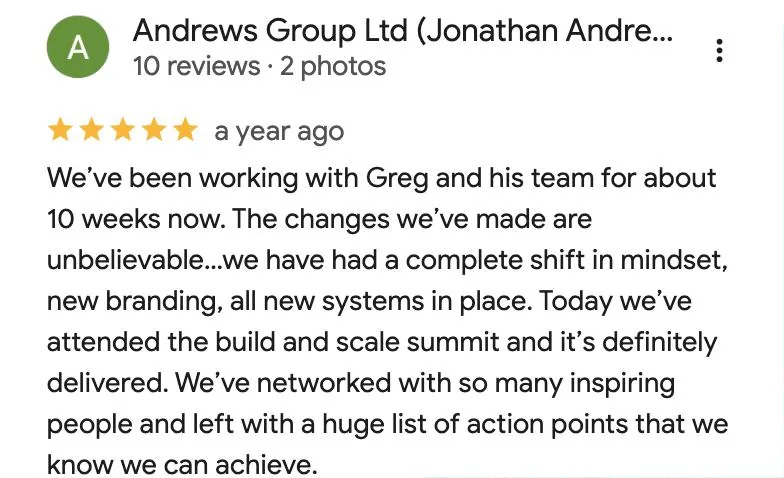 A
Andrews Group Ltd (Jonathan Andre...
10 reviews · 2 photos
a year ago
We’ve been working with Greg and his team for about
10 weeks now. The changes we’ve made are
unbelievable...we have had a complete shift in mindset,
new branding, all new systems in place. Today we’ve
attended the build and scale summit and it’s definitely
delivered. We’ve networked with so many inspiring
people and left with a huge list of action points that we
know we can achieve.